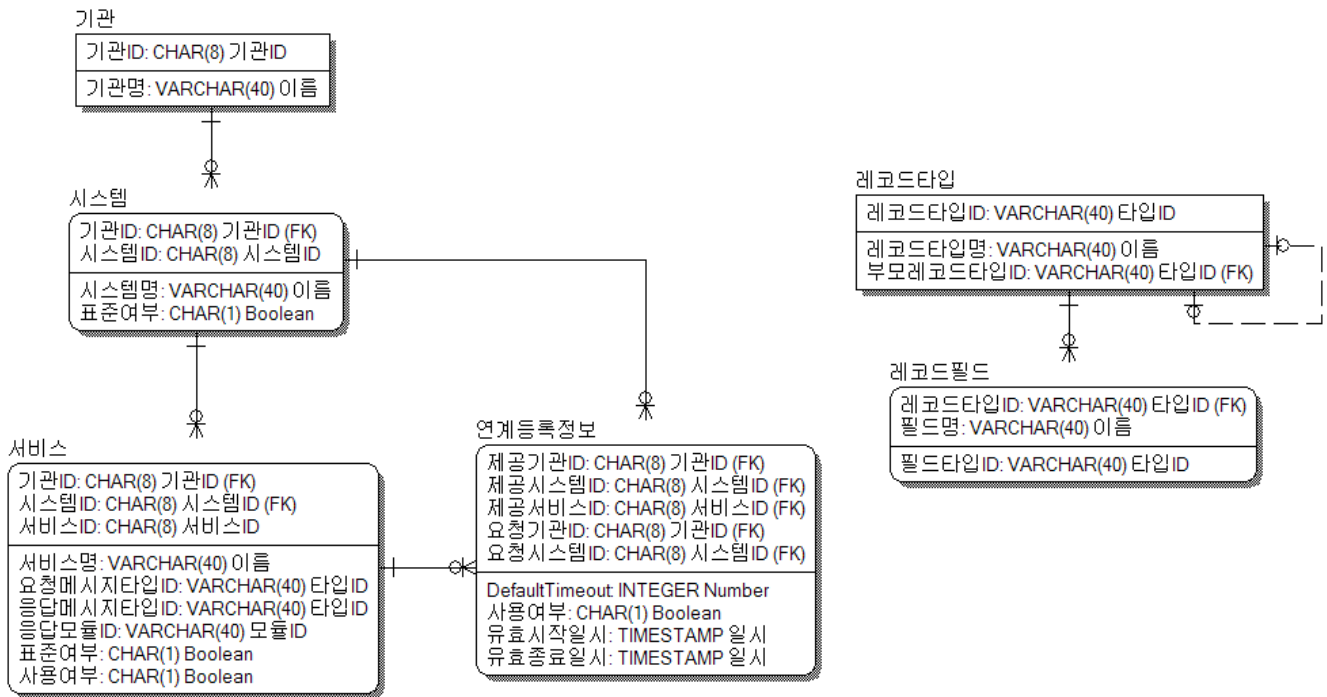 기관
기관ID: CHAR(8) 기관ID
기관명: VARCHAR(40) 이름
시스템
기관ID: CHAR(8) 기관ID (FK)
시스템ID: CHAR(8) 시스템ID
시스템명: VARCHAR(40) 이름
표준여부: CHAR(1) Boolean
서비스
기관ID: CHAR(8) 기관ID (FK)
시스템ID: CHAR(8) 시스템ID (FK)
서비스ID: CHAR(8) 서비스ID
서비스명: VARCHAR(40) 이름
요청메시지타입ID: VARCHAR(40) 타입ID
응답메시지타입ID: VARCHAR(40) 타입ID
응답모듈ID: VARCHAR(40) 모듈ID
표준여부: CHAR(1) Boolean
사용여부: CHAR(1) Boolean
연계등록정보
제공기관ID: CHAR(8) 기관ID (FK)
제공시스템ID: CHAR(8) 시스템ID (FK)
제공서비스ID: CHAR(8) 서비스ID (FK)
요청기관ID: CHAR(8) 기관ID (FK)
요청시스템ID: CHAR(8) 시스템ID (FK)
DefaultTimeout: INTEGER Number
사용여부: CHAR(1) Boolean
유효시작일시: TIMESTAMP 일시
유효종료일시: TIMESTAMP 일시
레코드타입
레코드타입ID: VARCHAR(40) 타입ID
레코드타입명: VARCHAR(40) 이름
부모레코드타입ID: VARCHAR(40) 타입ID (FK)
레코드필드
레코드타입ID: VARCHAR(40) 타입ID (FK)
필드명: VARCHAR(40) 이름
필드타입ID: VARCHAR(40) 타입ID